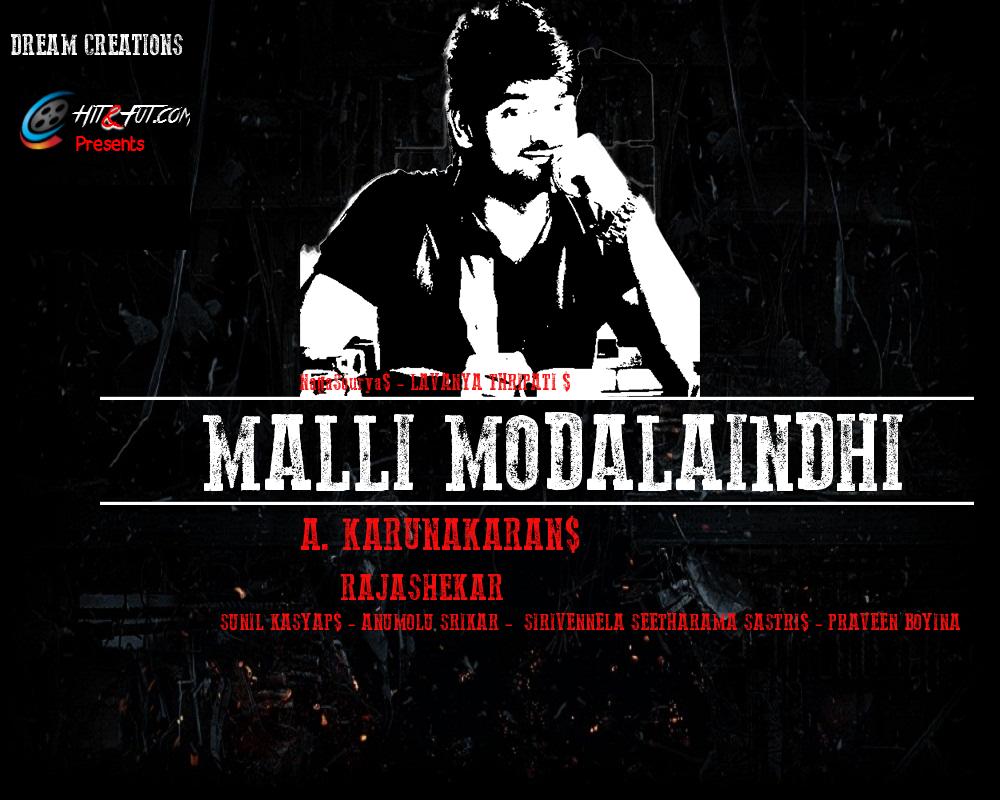 DREAM CREATIONS
HIT&FUT.COM
Presents
NagaSourya$ - LAVANYA THRIPATI $
MALLI MODALAINDHI
A. KARUNAKARAN$
RAJASHEKAR
SUNIL KASYAP$ - ANUMOLU SRIKAR - SIRIVENNELA SEETHARAMA SASTRI$ - PRAVEEN BOYINA